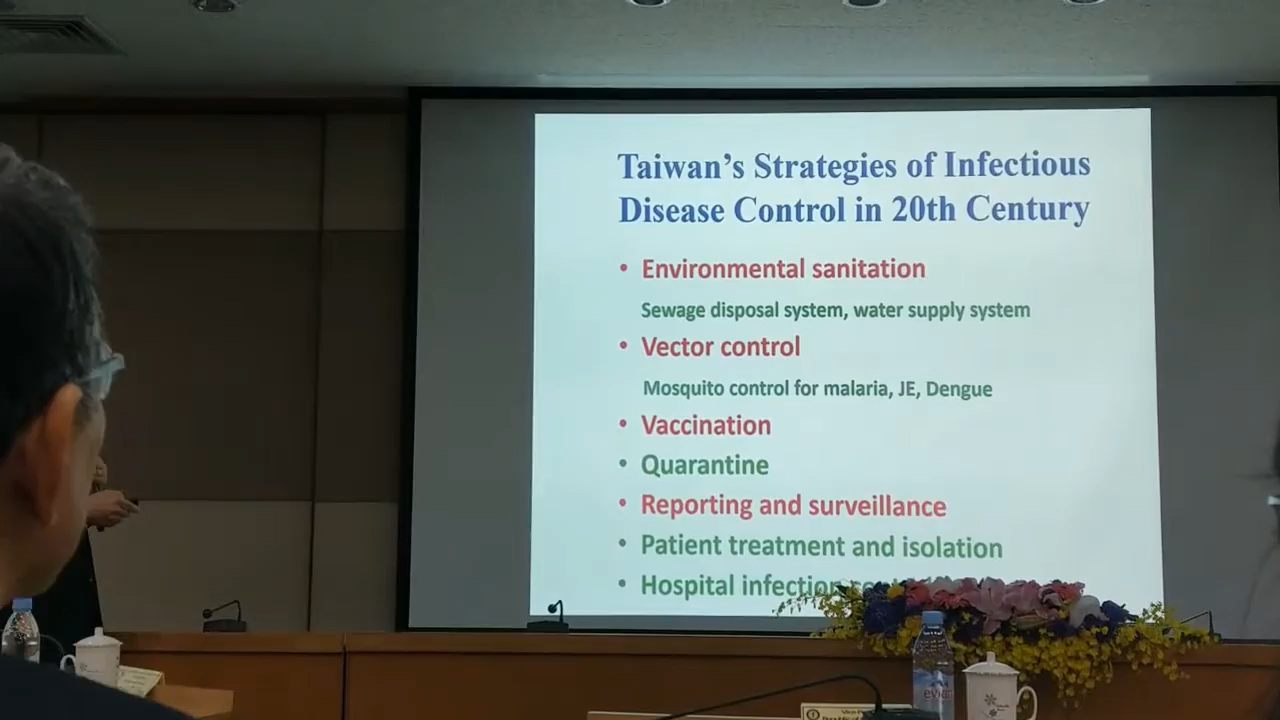 Taiwan's Strategies of Infectious
Disease Control in 20th Century
• Environmental sanitation
Sewage disposal system, water supply system
• Vector control
Mosquito control for malaria, JE, Dengue
• Vaccination
• Quarantine
• Reporting and surveillance
• Patient treatment and isolation
• Hospital infection
evian